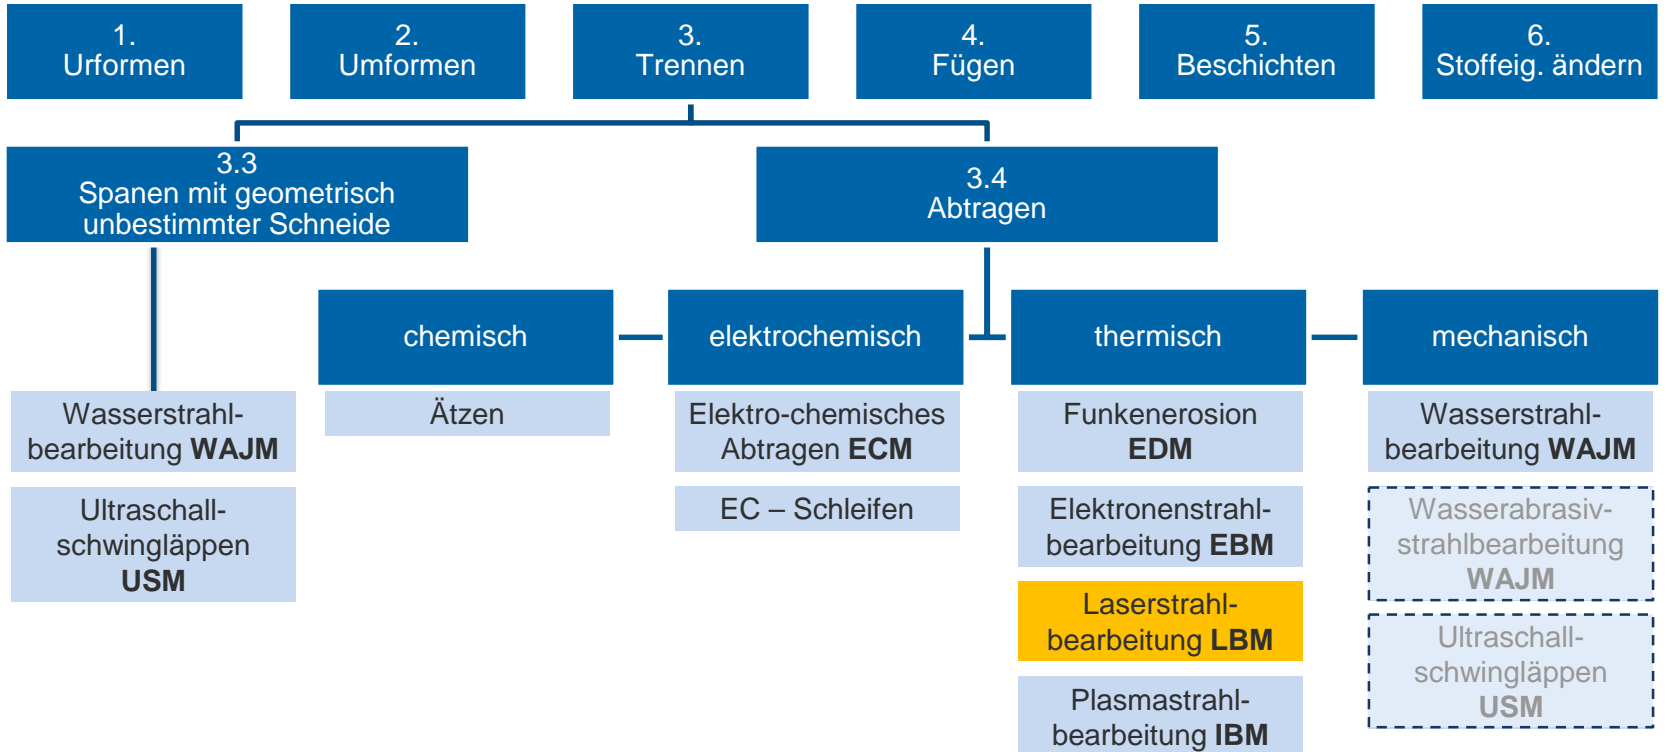 1.
Urformen
2.
Umformen
3.
Trennen
4.
Fügen
5.
Beschichten
6.
Stoffeig. ändern
3.3
Spanen mit geometrisch
unbestimmter Schneide
3.4
Abtragen
chemisch
elektrochemisch
thermisch
mechanisch
Wasserstrahl-
bearbeitung WAJM
Ultraschall-
schwingläppen
USM
Ätzen
Elektro-chemisches
Abtragen ECM
EC – Schleifen
Funkenerosion
EDM
Elektronenstrahl-
bearbeitung EBM
Laserstrahl-
bearbeitung LBM
Plasmastrahl-
bearbeitung IBM
Wasserstrahl-
bearbeitung WAJM
Wasserabrasiv-
strahlbearbeitung
WAJM
Ultraschall-
schwingläppen
USM